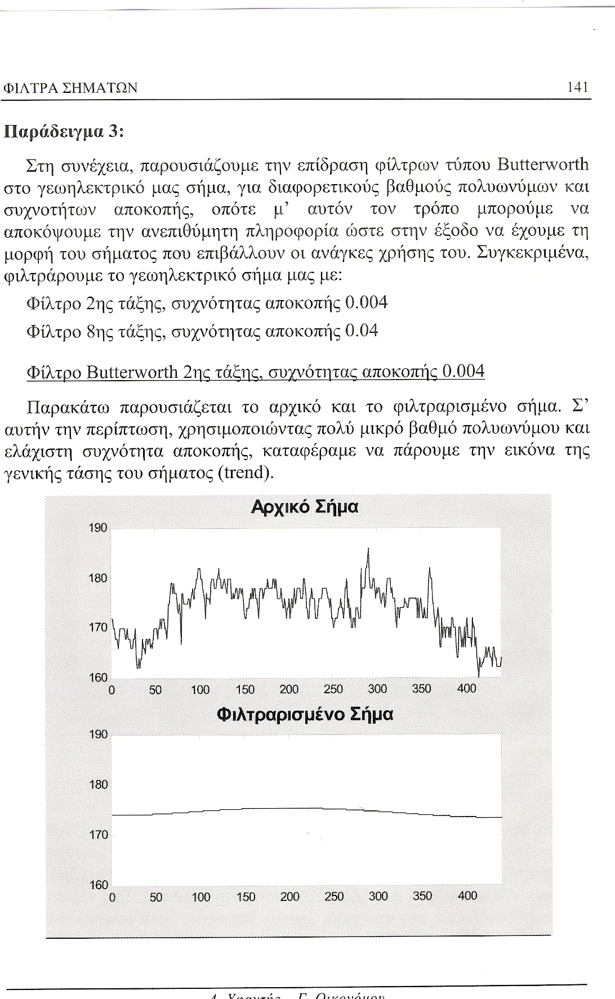 ΦΙΛΤΡΑ ΣΗΜΑΤΩΝ 141
Παράδειγμα 3:
Στη συνέχεια, παρουσιάζουμε την επίδραση φίλτρων τύπου Butterworth
στο γεωηλεκτρικό μας σήμα, για διαφορετικούς βαθμούς πολυωνύμων και
συχνοτήτων αποκοπής, οπότε μ’ αυτόν τον τρόπο μπορούμε να
αποκόψουμε την ανεπιθύμητη πληροφορία ώστε στην έξοδο να έχουμε τη
μορφή του σήματος που επιβάλλουν οι ανάγκες χρήσης του. Συγκεκριμένα,
φιλτράρουμε το γεωηλεκτρικό σήμα μας με:
Φίλτρο 2ης τάξης, συχνότητας αποκοπής 0.004
Φίλτρο 8ης τάξης, συχνότητας αποκοπής 0.04
Φίλτρο Butterworth 2ης τάξης, συχνότητας αποκοπής 0.004
Παρακάτω παρουσιάζεται το αρχικό και το φιλτραρισμένο σήμα. Σ’
αυτήν την περίπτωση, χρησιμοποιώντας πολύ μικρό βαθμό πολυωνύμου και
ελάχιστη συχνότητα αποκοπής, καταφέραμε να πάρουμε την εικόνα της
γενικής τάσης του σήματος (trend).
Αρχικό Σήμα
190
180
170
160
0 50 100 150 200 250 300 350 400
Φιλτραρισμένο Σήμα
190
180
170
160
0 50 100 150 200 250 300 350 400